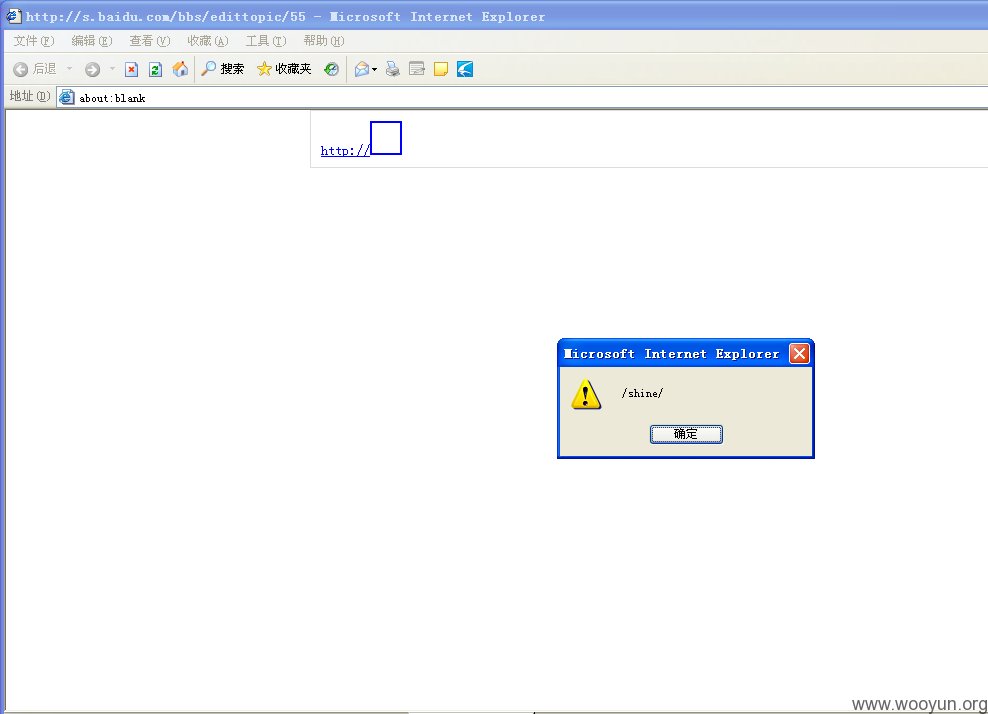 http://s.baidu.com/bbs/edittopic/55 - Microsoft Internet Explorer
文件(F) 编辑(E) 查看(V) 收藏(A) 工具(T) 帮助(H)
后退 搜索 收藏夹
地址(D) about:blank
http://
Microsoft Internet Explorer
/shine/
确定
www.wooyun.org